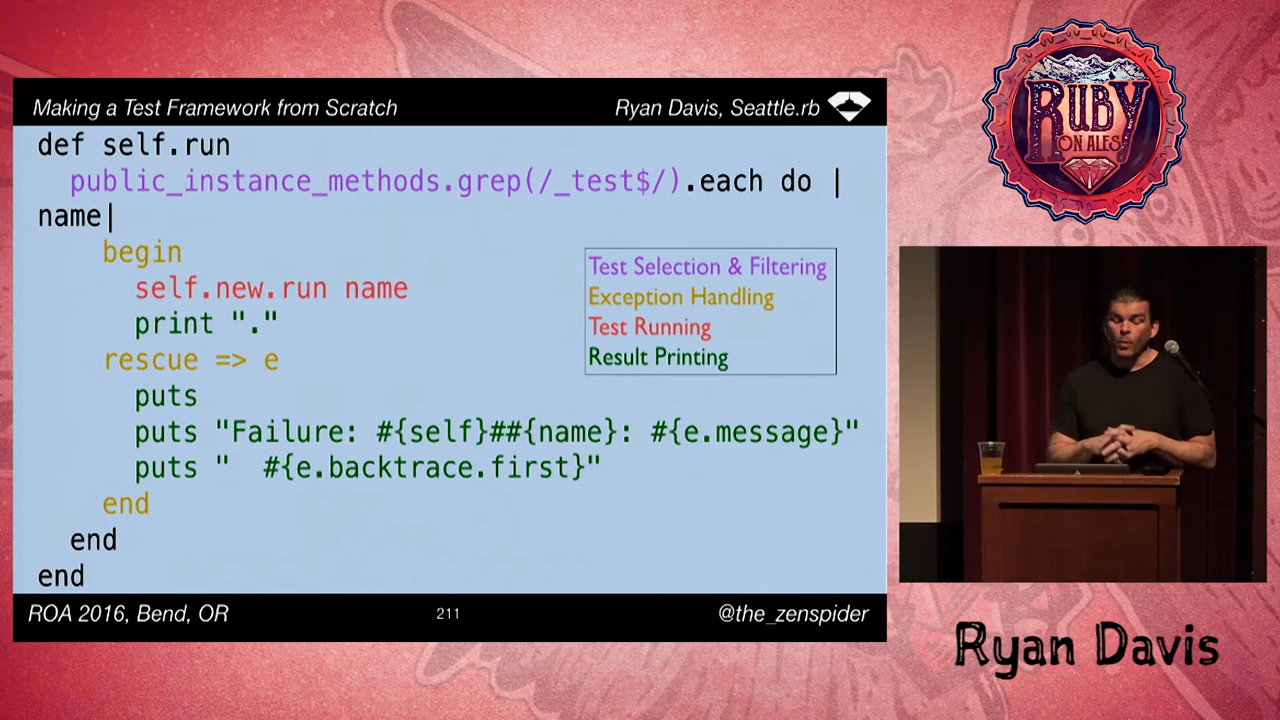 Making a Test Framework from Scratch
Ryan Davis, Seattle.rb
def self.run
  public_instance_methods.grep(/_test$/).each do |
name|
    begin
      self.new.run name
      print "."
    rescue => e
      puts
      puts "Failure: #{self}##{name}: #{e.message}"
      puts "  #{e.backtrace.first}"
    end
  end
end
Test Selection & Filtering
Exception Handling
Test Running
Result Printing
ROA 2016, Bend, OR
211
@the_zenspider
RUBY
ON ALES
Ryan Davis